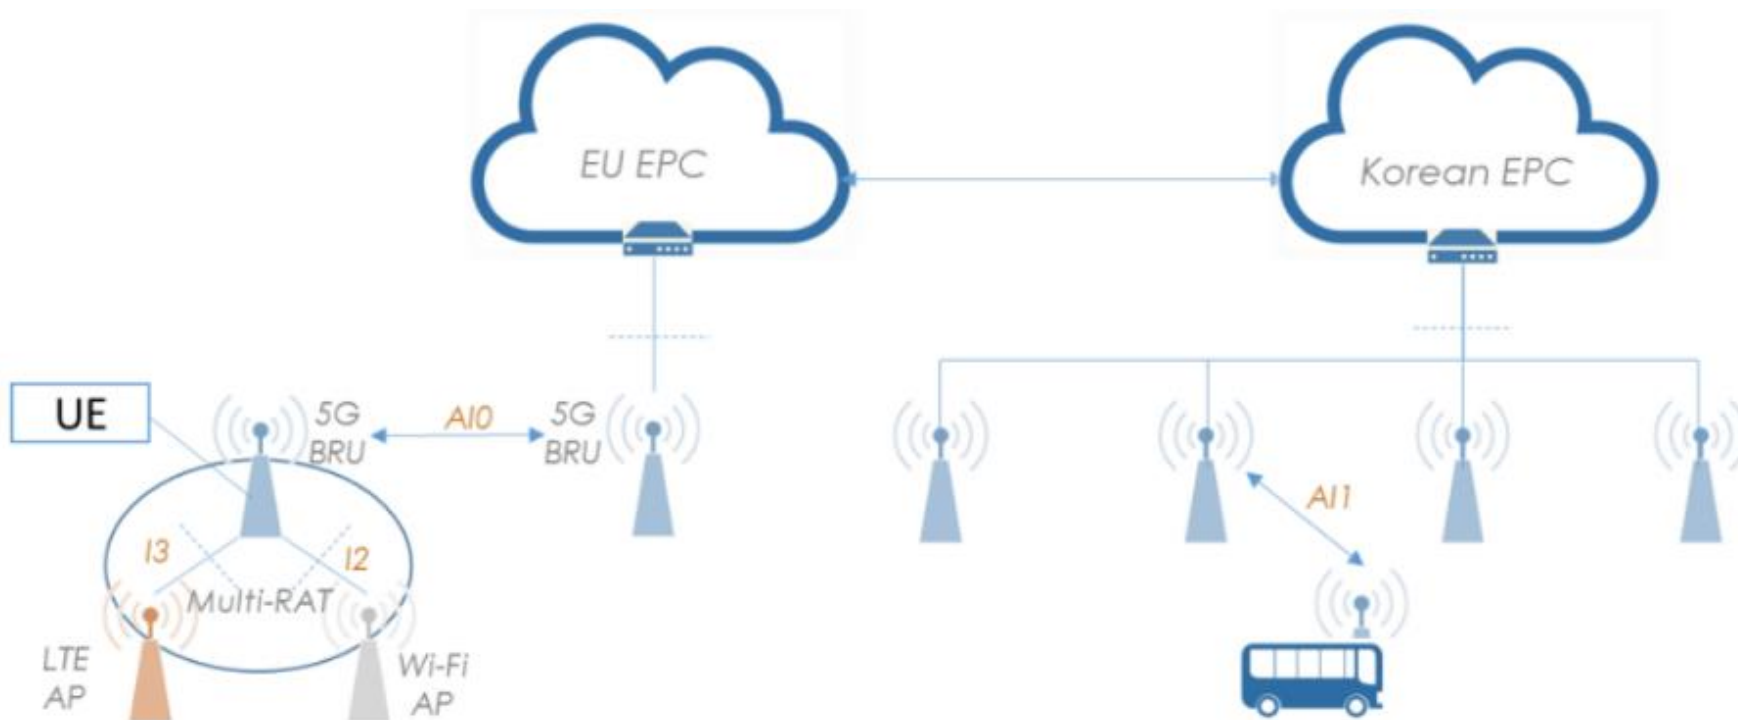 EU EPC
Korean EPC
UE
5G
BRU
AI0
5G
BRU
AI1
I3
I2
Multi-RAT
LTE
AP
Wi-Fi
AP